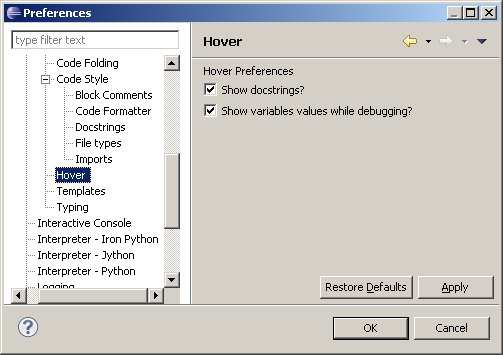 Preferences
type filter text
Code Folding
Code Style
Block Comments
Code Formatter
Docstrings
File types
Imports
Hover
Templates
Typing
Interactive Console
Interpreter - Iron Python
Interpreter - Jython
Interpreter - Python
Logging
Hover
Hover Preferences
Show docstrings?
Show variables values while debugging?
Restore Defaults
Apply
OK
Cancel